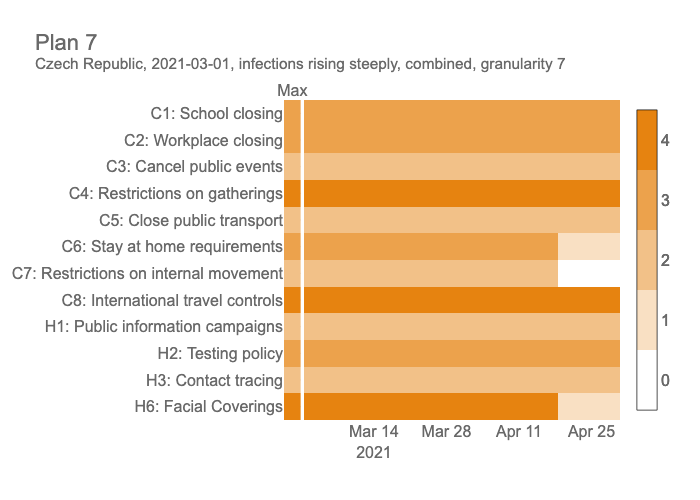 Plan 7
Czech Republic, 2021-03-01, infections rising steeply, combined, granularity 7
Max
C1: School closing
C2: Workplace closing
C3: Cancel public events
C4: Restrictions on gatherings
C5: Close public transport
C6: Stay at home requirements
C7: Restrictions on internal movement
C8: International travel controls
H1: Public information campaigns
H2: Testing policy
H3: Contact tracing
H6: Facial Coverings
4
3
2
1
0
Mar 14 Mar 28 Apr 11 Apr 25
2021